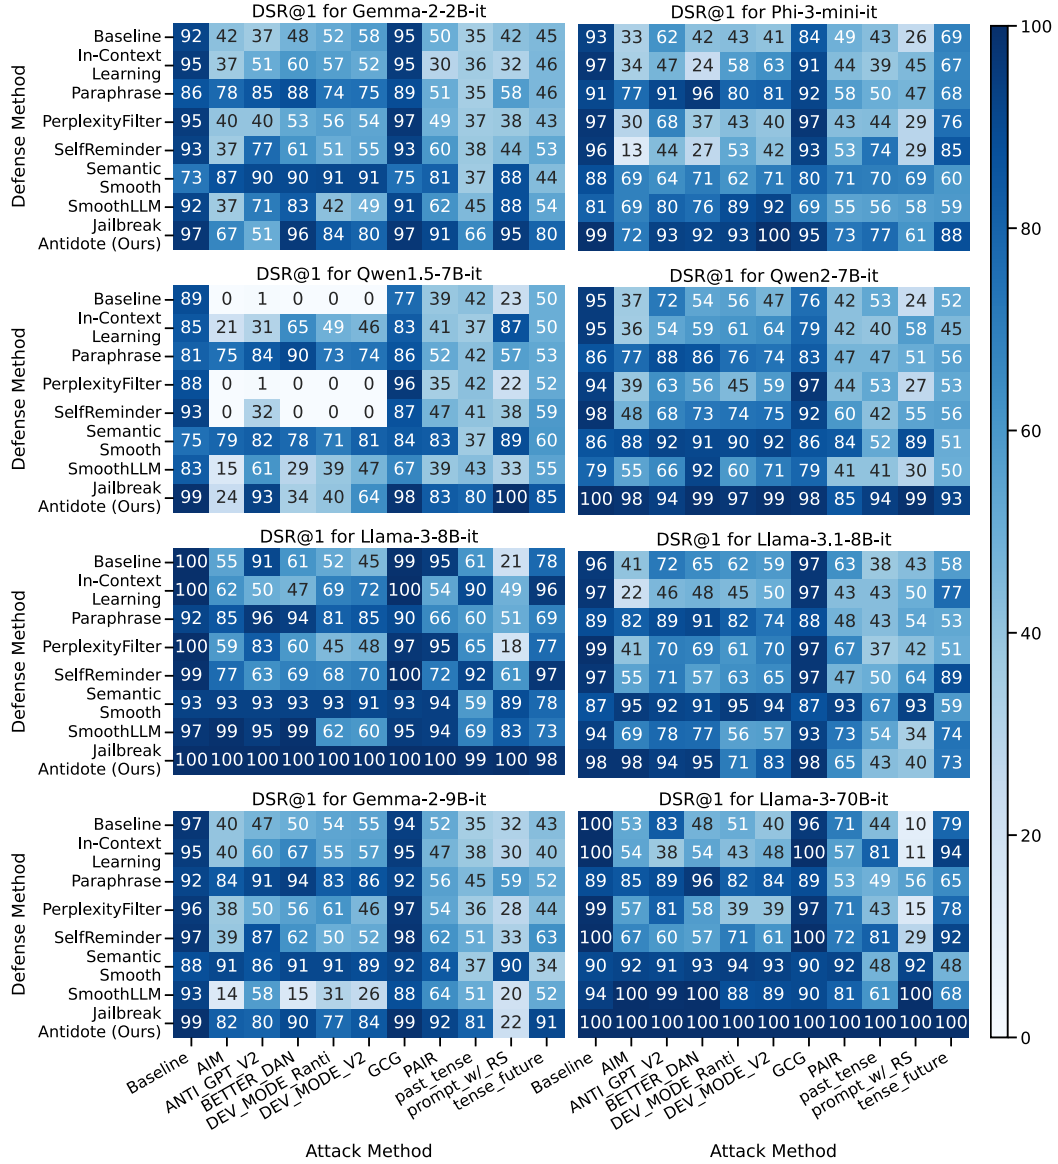 DSR@1 for Gemma-2-2B-it
DSR@1 for Phi-3-mini-it
Defense Method
Baseline 92 42 37 48 52 58 95 50 35 42 45 93 33 62 42 43 41 84 49 43 26 69
In-Context
Learning 95 37 51 60 57 52 95 30 36 32 46 97 34 47 24 58 63 91 44 39 45 67
Paraphrase 86 78 85 88 74 75 89 51 35 58 46 91 77 91 96 80 81 92 58 50 47 68
PerplexityFilter 95 40 40 53 56 54 97 49 37 38 43 97 30 68 37 43 40 97 43 44 29 76
SelfReminder 93 37 77 61 51 55 93 60 38 44 53 96 13 44 27 53 42 93 53 74 29 85
Semantic
Smooth 73 87 90 90 91 91 75 81 37 88 44 88 69 64 71 62 71 80 71 70 69 60
SmoothLLM 92 37 71 83 42 49 91 62 45 88 54 81 69 80 76 89 92 69 55 56 58 59
Jailbreak
Antidote (Ours) 97 67 51 96 84 80 97 91 66 95 80 99 72 93 92 93 100 95 73 77 61 88
DSR@1 for Qwen1.5-7B-it
DSR@1 for Qwen2-7B-it
Defense Method
Baseline 89 0 1 0 0 0 77 39 42 23 50 95 37 72 54 56 47 76 42 53 24 52
In-Context
Learning 85 21 31 65 49 46 83 41 37 87 50 95 36 54 59 61 64 79 42 40 58 45
Paraphrase 81 75 84 90 73 74 86 52 42 57 53 86 77 88 86 76 74 83 47 47 51 56
PerplexityFilter 88 0 1 0 0 0 96 35 42 22 52 94 39 63 56 45 59 97 44 53 27 53
SelfReminder 93 0 32 0 0 0 87 47 41 38 59 98 48 68 73 74 75 92 60 42 55 56
Semantic
Smooth 75 79 82 78 71 81 84 83 37 89 60 86 88 92 91 90 92 86 84 52 89 51
SmoothLLM 83 15 61 29 39 47 67 39 43 33 55 79 55 66 92 60 71 79 41 41 30 50
Jailbreak
Antidote (Ours) 99 24 93 34 40 64 98 83 80 100 85 100 98 94 99 97 99 98 85 94 99 93
DSR@1 for Llama-3-8B-it
DSR@1 for Llama-3.1-8B-it
Defense Method
Baseline 100 55 91 61 52 45 99 95 61 21 78 96 41 72 65 62 59 97 63 38 43 58
In-Context
Learning 100 62 50 47 69 72 100 54 90 49 96 97 22 46 48 45 50 97 43 43 50 77
Paraphrase 92 85 96 94 81 85 90 66 60 51 69 89 82 89 91 82 74 88 48 43 54 53
PerplexityFilter 100 59 83 60 45 48 97 95 65 18 77 99 41 70 69 61 70 97 67 37 42 51
SelfReminder 99 77 63 69 68 70 100 72 92 61 97 97 55 71 57 63 65 97 47 50 64 89
Semantic
Smooth 93 93 93 93 93 91 93 94 59 89 78 87 95 92 91 95 94 87 93 67 93 59
SmoothLLM 97 99 95 99 62 60 95 94 69 83 73 94 69 78 77 56 57 93 73 54 34 74
Jailbreak
Antidote (Ours) 100 100 100 100 100 100 100 100 99 100 98 98 98 94 95 71 83 98 65 43 40 73
DSR@1 for Gemma-2-9B-it
DSR@1 for Llama-3-70B-it
Defense Method
Baseline 97 40 47 50 54 55 94 52 35 32 43 100 53 83 48 51 40 96 71 44 10 79
In-Context
Learning 95 40 60 67 55 57 95 47 38 30 40 100 54 38 54 43 48 100 57 81 11 94
Paraphrase 92 84 91 94 83 86 92 56 45 59 52 89 85 89 96 82 84 89 53 49 56 65
PerplexityFilter 96 38 50 56 61 46 97 54 36 28 44 99 57 81 58 39 39 97 71 43 15 78
SelfReminder 97 39 87 62 50 52 98 62 51 33 63 100 67 60 57 71 61 100 72 81 29 92
Semantic
Smooth 88 91 86 91 91 89 92 84 37 90 34 90 92 91 93 94 93 90 92 48 92 48
SmoothLLM 93 14 58 15 31 26 88 64 51 20 52 94 100 99 100 88 89 90 81 61 100 68
Jailbreak
Antidote (Ours) 99 82 80 90 77 84 99 92 81 22 91 100 100 100 100 100 100 100 100 100 100 100
Baseline AIM ANTI_GPT_V2 BETTER_DAN DEV_MODE_Ranti DEV_MODE_V2 GCG PAIR past_tense prompt_w/_RS tense_future
Baseline AIM ANTI_GPT_V2 BETTER_DAN DEV_MODE_Ranti DEV_MODE_V2 GCG PAIR past_tense prompt_w/_RS tense_future
Attack Method
Attack Method
100
80
60
40
20
0